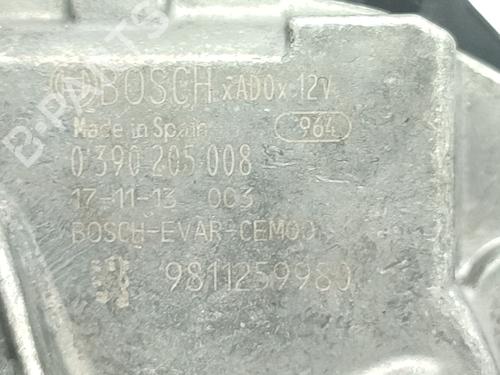 BOSCH xADOx 12V
Made in Spain 964
0 390 205 008
17-11-13 003
BOSCH-EVAR-CEMOO
9811259980
B-PARTS